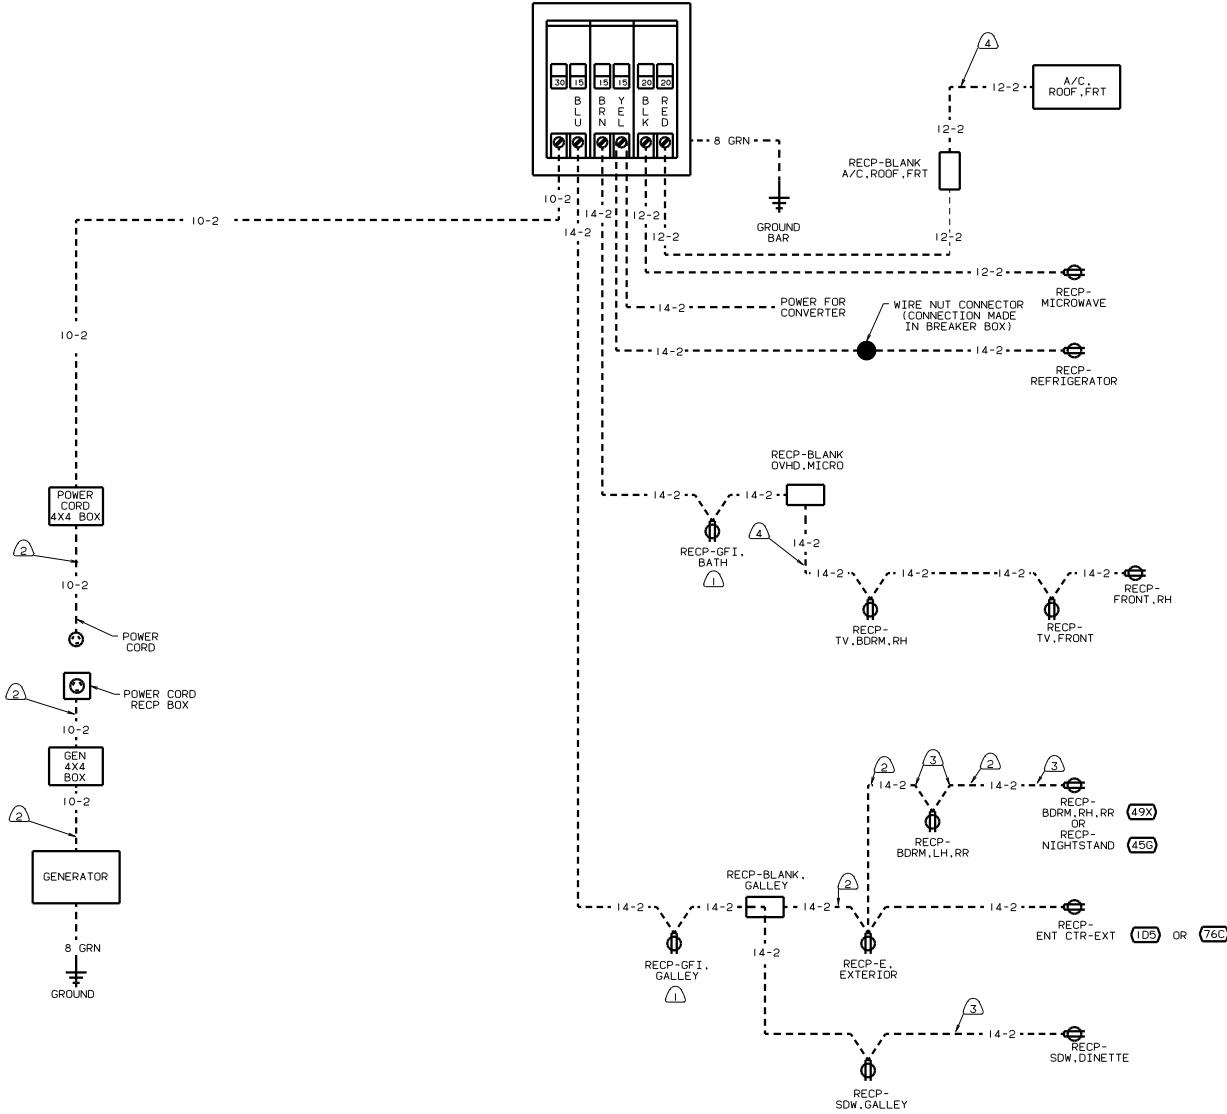 30 15 15 15 20 20
BLU BRN YEL BLK RED
8 GRN
GROUND
BAR
4
12-2
A/C,
ROOF,FRT
12-2
RECP-BLANK
A/C,ROOF,FRT
12-2
10-2
14-2
14-2
12-2
12-2
10-2
12-2
RECP-
MICROWAVE
14-2
POWER FOR
CONVERTER
WIRE NUT CONNECTOR
(CONNECTION MADE
IN BREAKER BOX)
10-2
14-2
14-2
RECP-
REFRIGERATOR
RECP-BLANK
OVHD,MICRO
14-2
14-2
POWER
CORD
4X4 BOX
RECP-GFI,
BATH
1
4
14-2
2
10-2
14-2
14-2
14-2
14-2
RECP-
FRONT,RH
RECP-
TV,BDRM,RH
RECP-
TV,FRONT
POWER
CORD
2
POWER CORD
RECP BOX
10-2
GEN
4X4
BOX
10-2
2
GENERATOR
8 GRN
GROUND
2
14-2
3
2
14-2
3
RECP-
BDRM,RH,RR
OR
RECP-
NIGHTSTAND
49X
45G
RECP-
BDRM,LH,RR
RECP-BLANK,
GALLEY
2
14-2
14-2
14-2
14-2
RECP-
ENT CTR-EXT
1D5 OR 76C
RECP-GFI,
GALLEY
1
14-2
RECP-E,
EXTERIOR
3
14-2
RECP-
SDW,DINETTE
RECP-
SDW,GALLEY